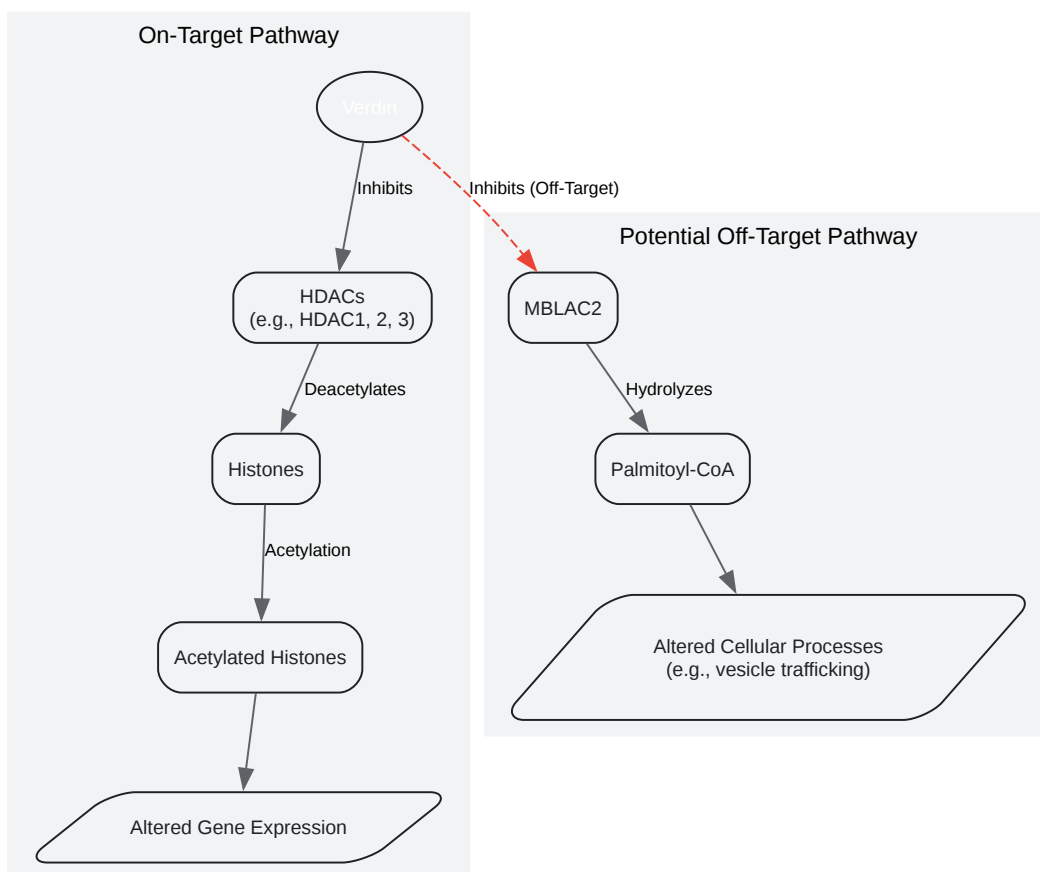 On-Target Pathway
Verdin
Inhibits
Inhibits (Off-Target)
Potential Off-Target Pathway
HDACs
(e.g., HDAC1, 2, 3)
MBLAC2
Deacetylates
Hydrolyzes
Histones
Palmitoyl-CoA
Acetylation
Acetylated Histones
Altered Cellular Processes
(e.g., vesicle trafficking)
Altered Gene Expression